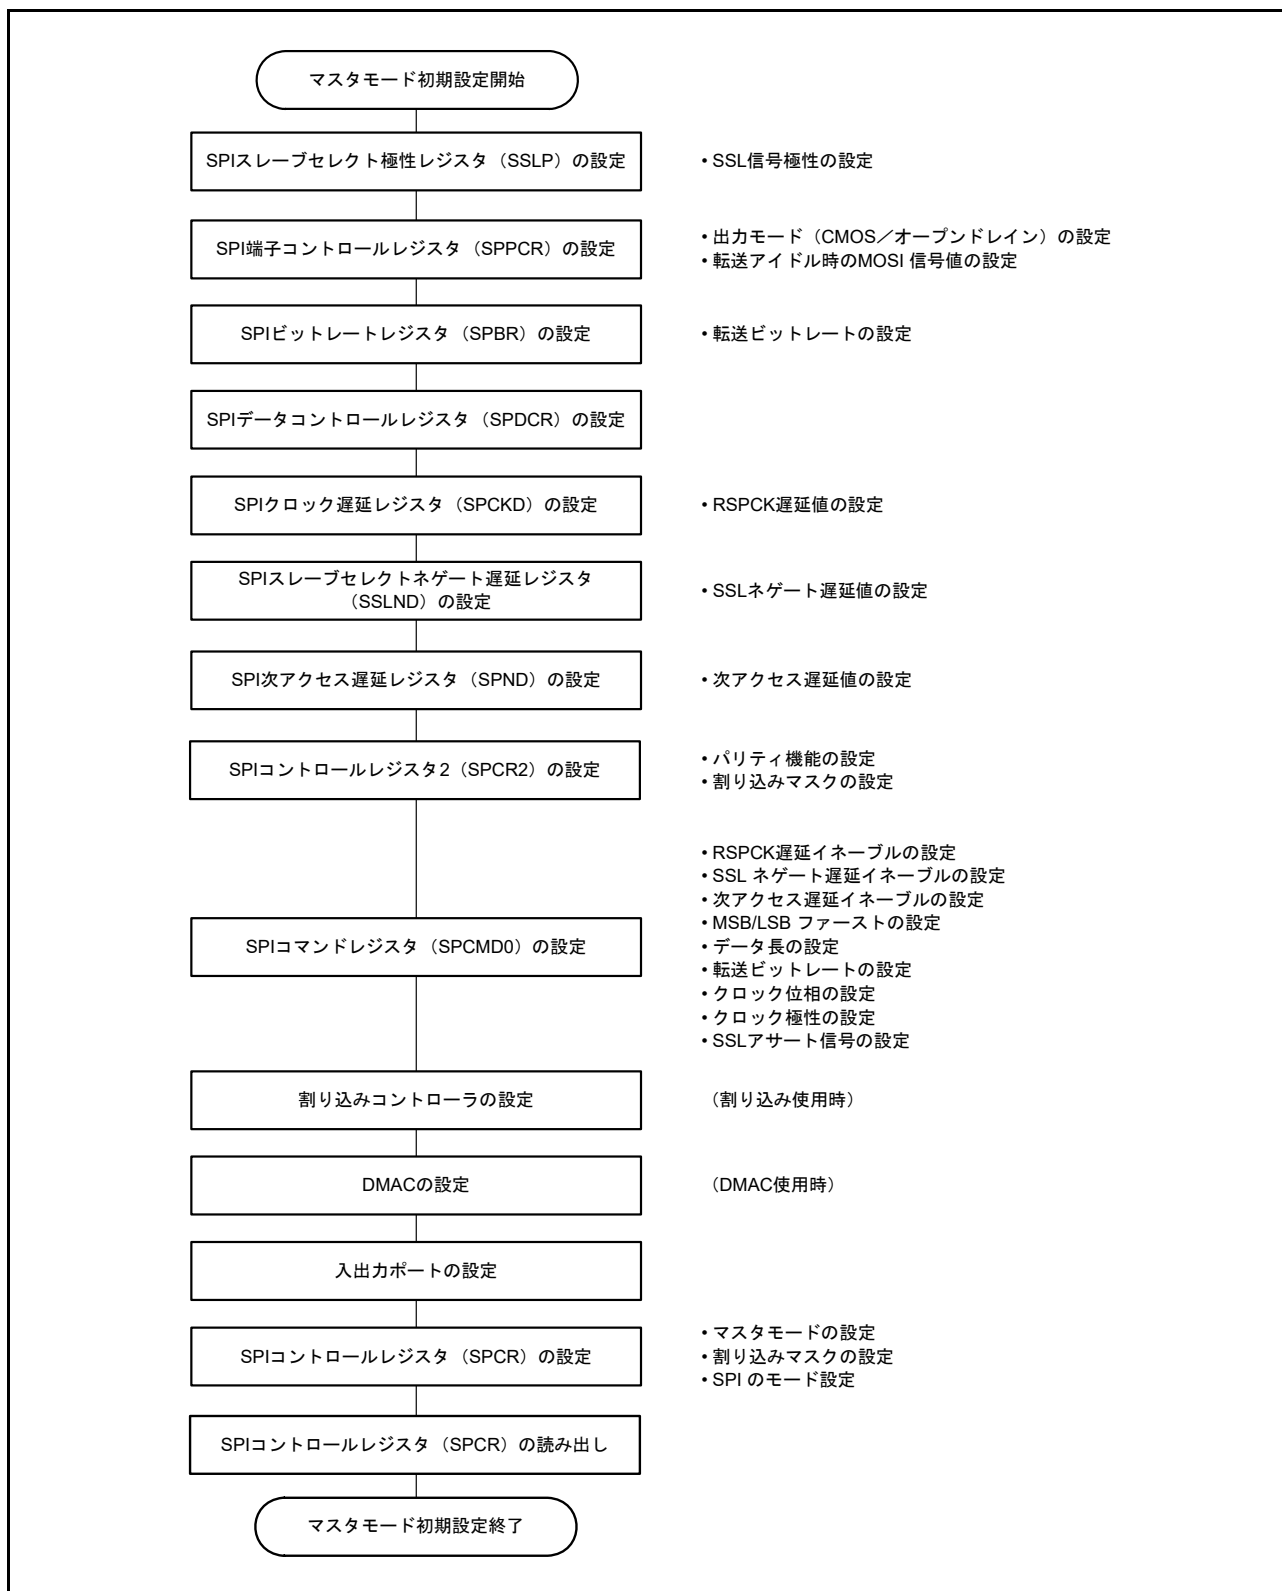 マスタモード初期設定開始
SPIスレーブセレクト極性レジスタ（SSLP）の設定
• SSL信号極性の設定
SPI端子コントロールレジスタ（SPPCR）の設定
• 出力モード（CMOS／オープンドレイン）の設定
• 転送アイドル時のMOSI 信号値の設定
SPIビットレートレジスタ（SPBR）の設定
• 転送ビットレートの設定
SPIデータコントロールレジスタ（SPDCR）の設定
SPIクロック遅延レジスタ（SPCKD）の設定
• RSPCK遅延値の設定
SPIスレーブセレクトネゲート遅延レジスタ
（SSLND）の設定
• SSLネゲート遅延値の設定
SPI次アクセス遅延レジスタ（SPND）の設定
• 次アクセス遅延値の設定
SPIコントロールレジスタ2（SPCR2）の設定
• パリティ機能の設定
• 割り込みマスクの設定
SPIコマンドレジスタ（SPCMD0）の設定
• RSPCK遅延イネーブルの設定
• SSL ネゲート遅延イネーブルの設定
• 次アクセス遅延イネーブルの設定
• MSB/LSB ファーストの設定
• データ長の設定
• 転送ビットレートの設定
• クロック位相の設定
• クロック極性の設定
• SSLアサート信号の設定
割り込みコントローラの設定
（割り込み使用時）
DMACの設定
（DMAC使用時）
入出力ポートの設定
SPIコントロールレジスタ（SPCR）の設定
• マスタモードの設定
• 割り込みマスクの設定
• SPI のモード設定
SPIコントロールレジスタ（SPCR）の読み出し
マスタモード初期設定終了